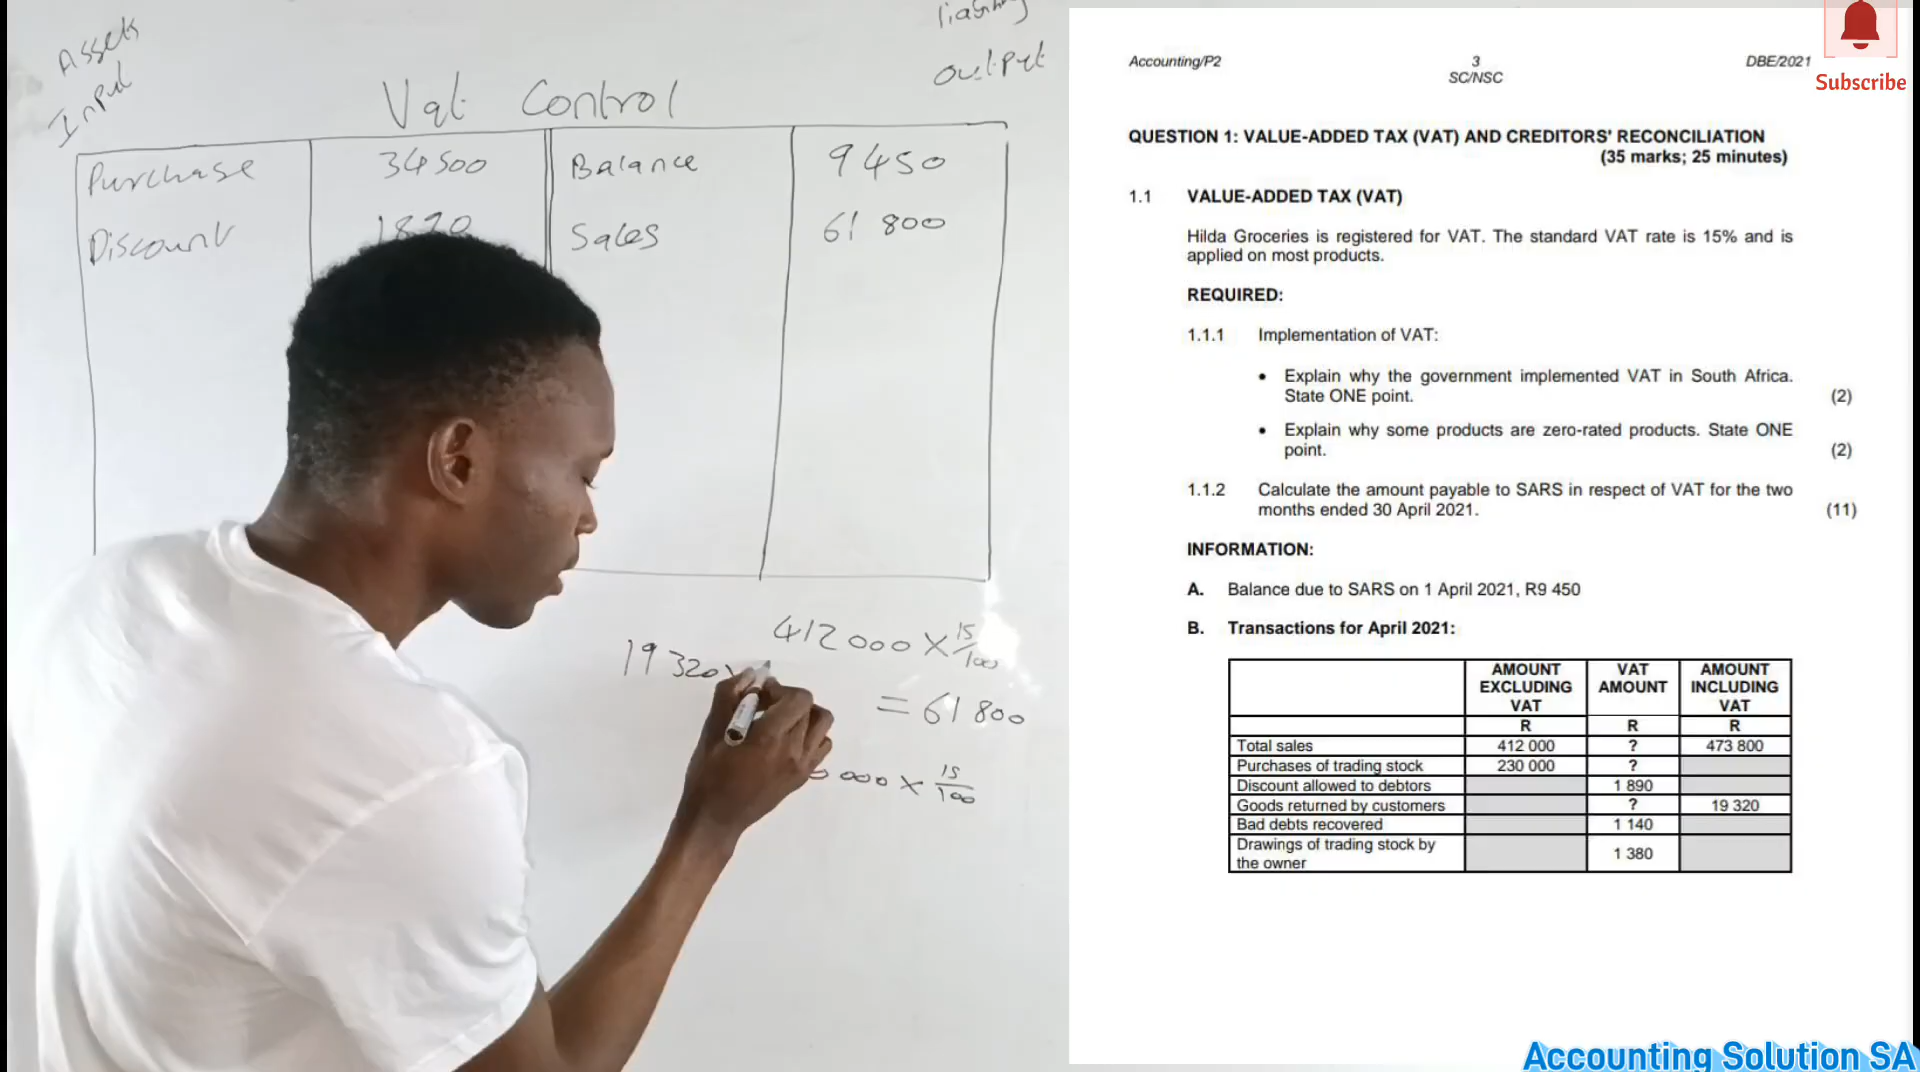 Assets
Input
liability
output
Vat Control
Purchase 34500 Balance 9450
Discount Sales 61 800
412 000 × 15/100
19 320 ×
= 61 800
000 × 15/100
Subscribe
Accounting/P2 3 DBE/2021
SC/NSC
QUESTION 1: VALUE-ADDED TAX (VAT) AND CREDITORS' RECONCILIATION
(35 marks; 25 minutes)
1.1 VALUE-ADDED TAX (VAT)
Hilda Groceries is registered for VAT. The standard VAT rate is 15% and is
applied on most products.
REQUIRED:
1.1.1 Implementation of VAT:
• Explain why the government implemented VAT in South Africa.
State ONE point. (2)
• Explain why some products are zero-rated products. State ONE
point. (2)
1.1.2 Calculate the amount payable to SARS in respect of VAT for the two
months ended 30 April 2021. (11)
INFORMATION:
A. Balance due to SARS on 1 April 2021, R9 450
B. Transactions for April 2021:
AMOUNT VAT AMOUNT
EXCLUDING AMOUNT INCLUDING
VAT VAT
R R R
Total sales 412 000 ? 473 800
Purchases of trading stock 230 000 ?
Discount allowed to debtors 1 890
Goods returned by customers ? 19 320
Bad debts recovered 1 140
Drawings of trading stock by
the owner 1 380
Accounting Solution SA